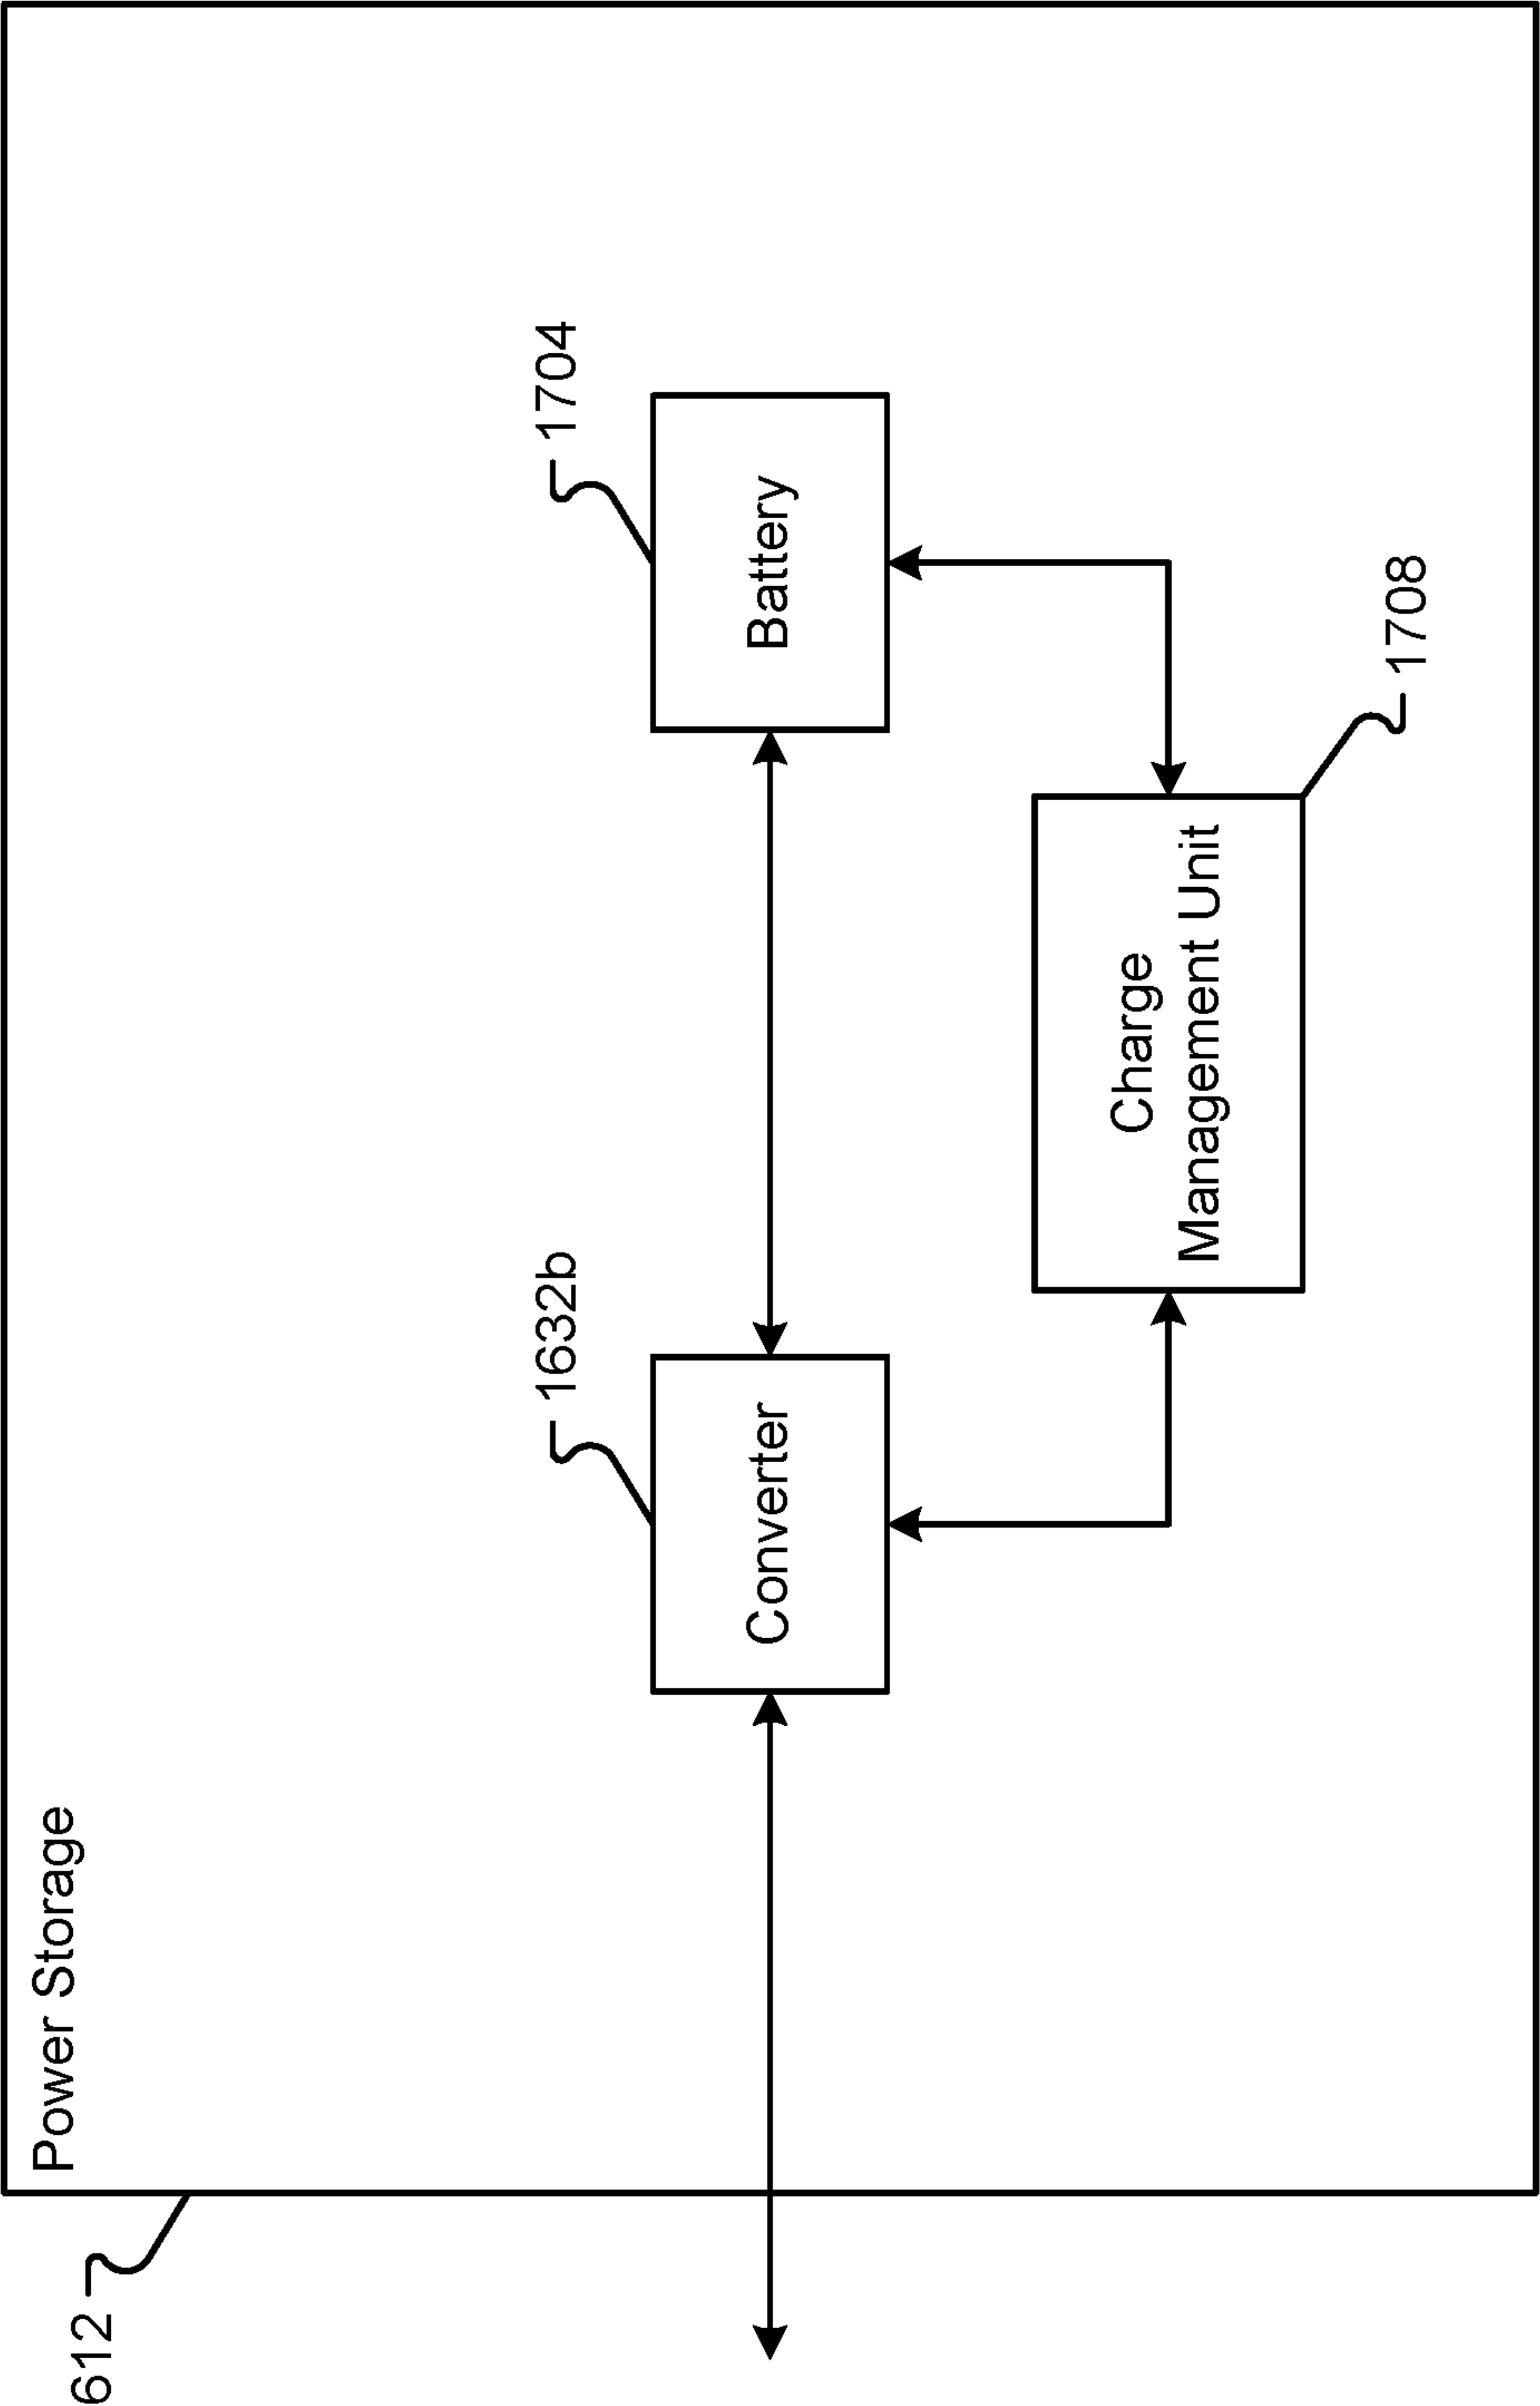 612
Power Storage
1632b
1704
Converter
Battery
Charge
Management Unit
1708